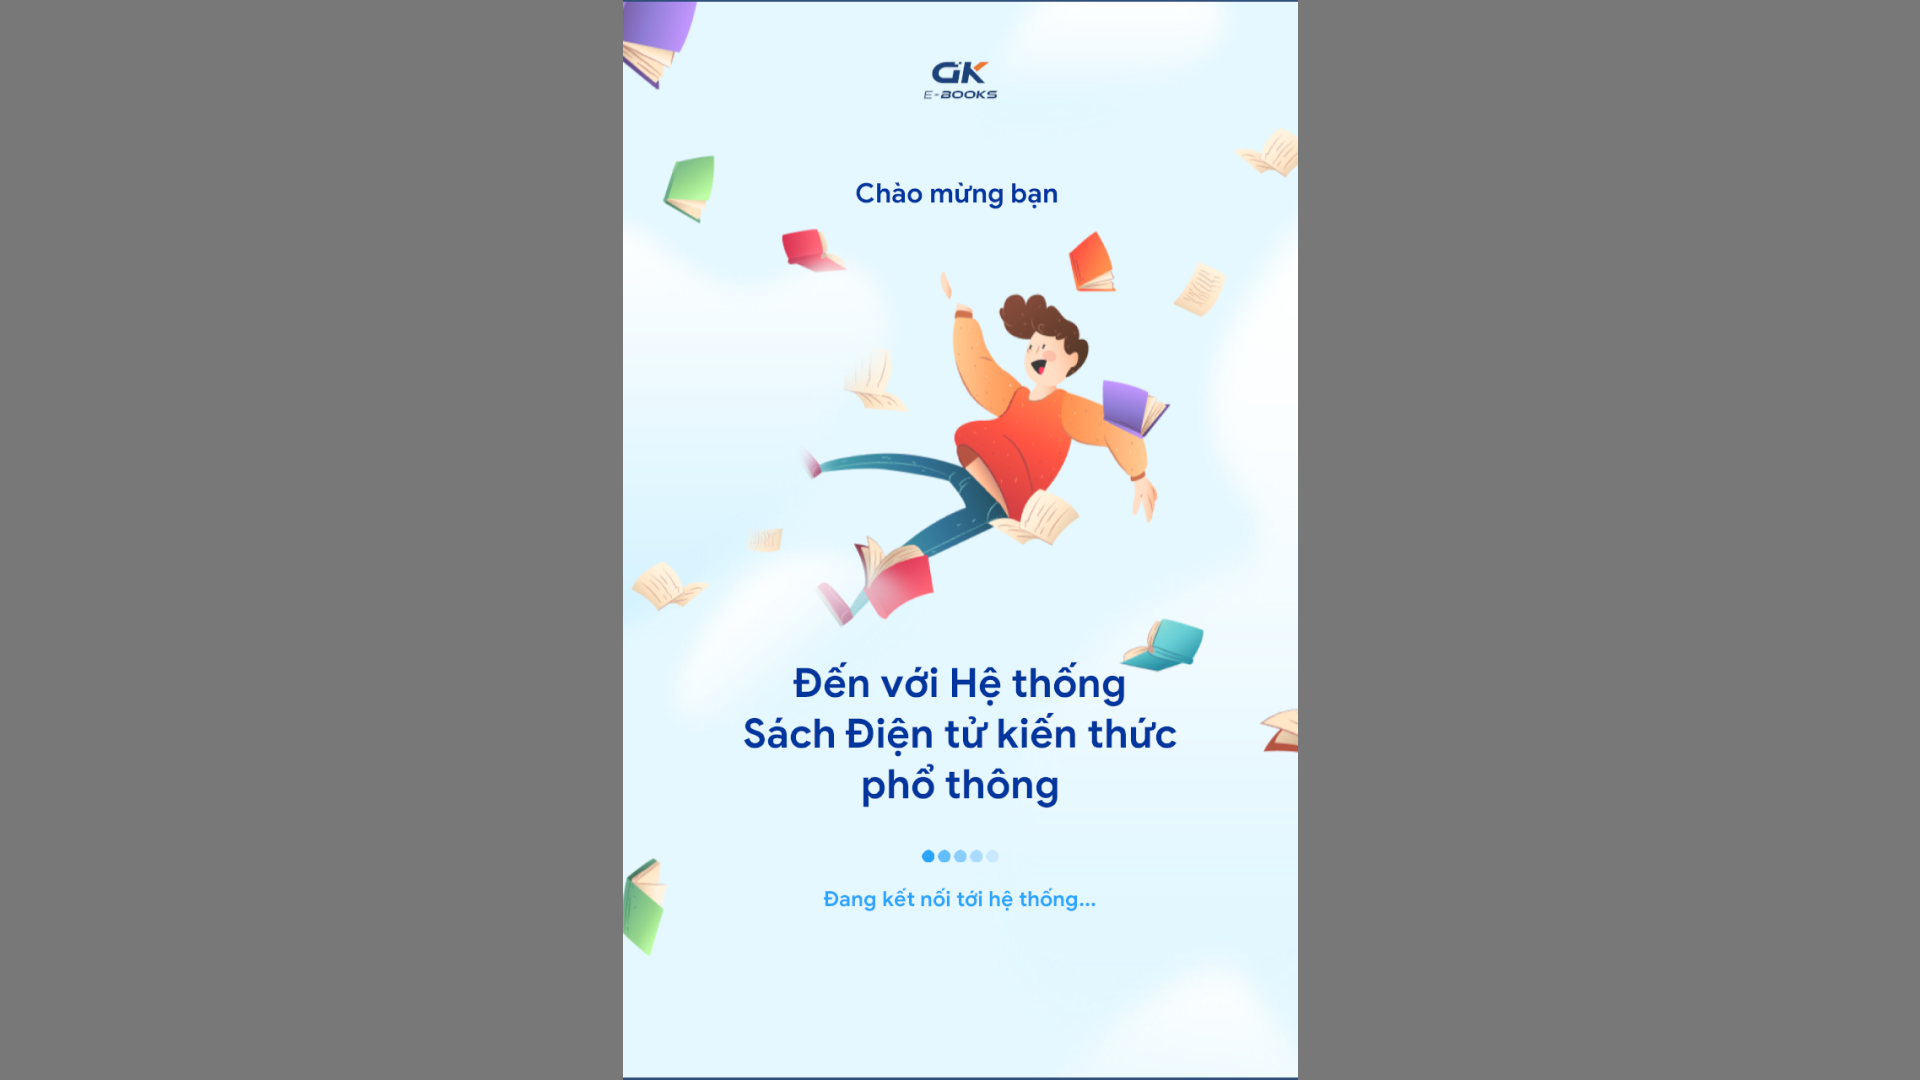 GK
E-BOOKS
Chào mừng bạn
Đến với Hệ thống
Sách Điện tử kiến thức
phổ thông
Đang kết nối tới hệ thống...